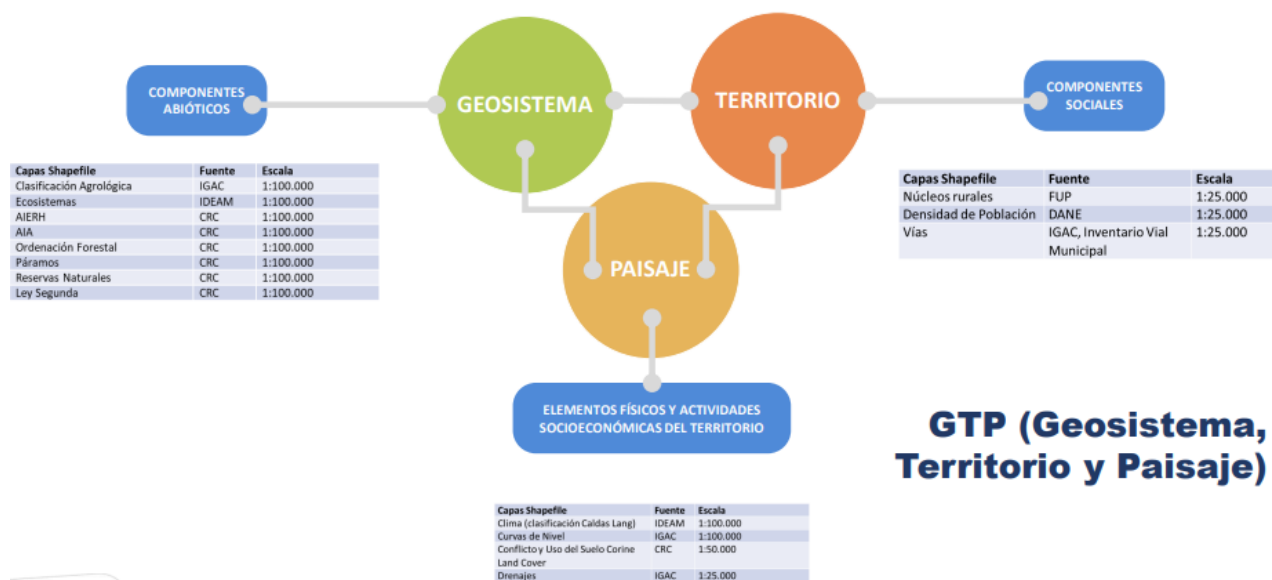 COMPONENTES
ABIÓTICOS
GEOSISTEMA
TERRITORIO
COMPONENTES
SOCIALES
Capas Shapefile Fuente Escala
Clasificación Agrológica IGAC 1:100.000
Ecosistemas IDEAM 1:100.000
AIERH CRC 1:100.000
AIA CRC 1:100.000
Ordenación Forestal CRC 1:100.000
Páramos CRC 1:100.000
Reservas Naturales CRC 1:100.000
Ley Segunda CRC 1:100.000
Capas Shapefile Fuente Escala
Núcleos rurales FUP 1:25.000
Densidad de Población DANE 1:25.000
Vías IGAC, Inventario Vial 1:25.000
Municipal
PAISAJE
ELEMENTOS FÍSICOS Y ACTIVIDADES
SOCIOECONÓMICAS DEL TERRITORIO
GTP (Geosistema,
Territorio y Paisaje)
Capas Shapefile Fuente Escala
Clima (clasificación Caldas Lang) IDEAM 1:100.000
Curvas de Nivel IGAC 1:100.000
Conflicto y Uso del Suelo Corine CRC 1:50.000
Land Cover
Drenajes IGAC 1:25.000